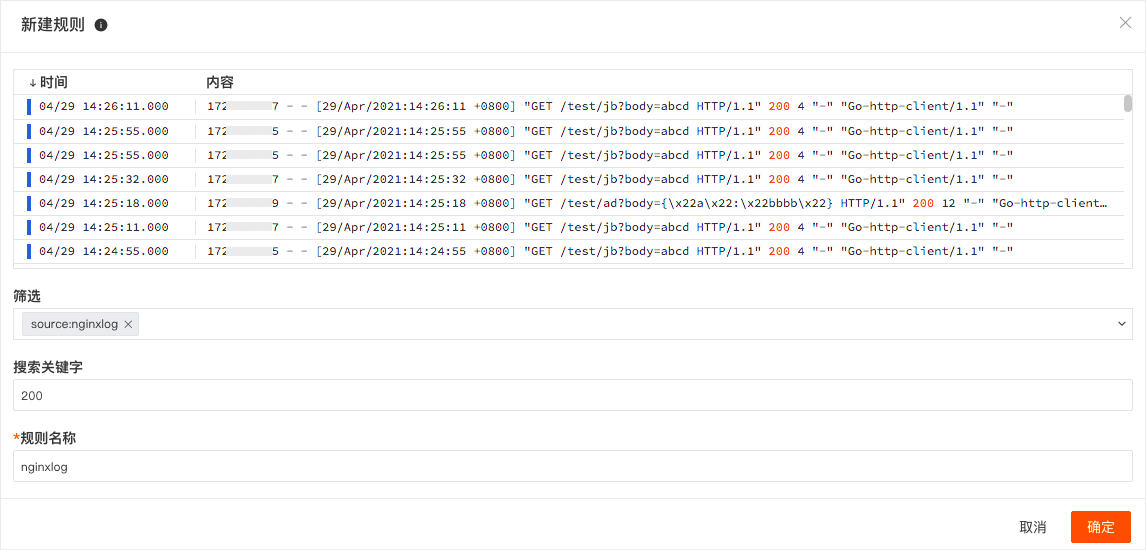 新建规则
↓时间 内容
04/29 14:26:11.000 172 7 - - [29/Apr/2021:14:26:11 +0800] "GET /test/jb?body=abcd HTTP/1.1" 200 4 "-" "Go-http-client/1.1" "-"
04/29 14:25:55.000 172 5 - - [29/Apr/2021:14:25:55 +0800] "GET /test/jb?body=abcd HTTP/1.1" 200 4 "-" "Go-http-client/1.1" "-"
04/29 14:25:55.000 172 5 - - [29/Apr/2021:14:25:55 +0800] "GET /test/jb?body=abcd HTTP/1.1" 200 4 "-" "Go-http-client/1.1" "-"
04/29 14:25:32.000 172 7 - - [29/Apr/2021:14:25:32 +0800] "GET /test/jb?body=abcd HTTP/1.1" 200 4 "-" "Go-http-client/1.1" "-"
04/29 14:25:18.000 172 9 - - [29/Apr/2021:14:25:18 +0800] "GET /test/ad?body={\x22a\x22:\x22bbbb\x22} HTTP/1.1" 200 12 "-" "Go-http-client…
04/29 14:25:11.000 172 7 - - [29/Apr/2021:14:25:11 +0800] "GET /test/jb?body=abcd HTTP/1.1" 200 4 "-" "Go-http-client/1.1" "-"
04/29 14:24:55.000 172 5 - - [29/Apr/2021:14:24:55 +0800] "GET /test/jb?body=abcd HTTP/1.1" 200 4 "-" "Go-http-client/1.1" "-"
筛选
source:nginxlog
搜索关键字
200
*规则名称
nginxlog
取消 确定